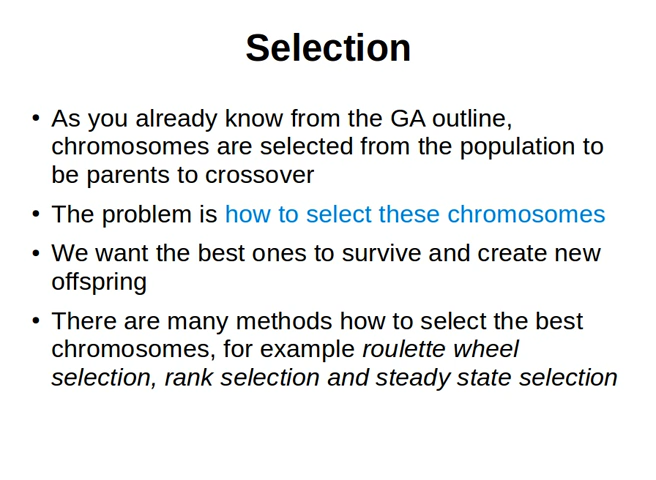 Selection
• As you already know from the GA outline,
chromosomes are selected from the population to
be parents to crossover
• The problem is how to select these chromosomes
• We want the best ones to survive and create new
offspring
• There are many methods how to select the best
chromosomes, for example roulette wheel
selection, rank selection and steady state selection